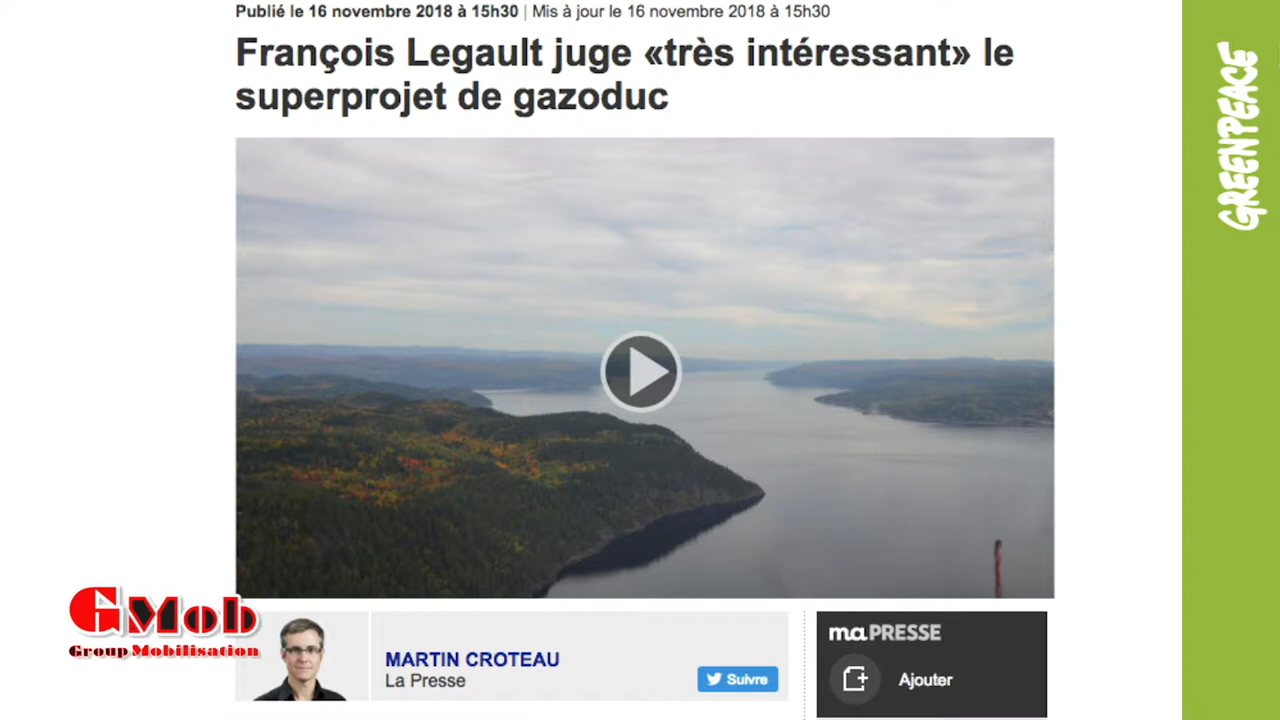 Publié le 16 novembre 2018 à 15h30 | Mis à jour le 16 novembre 2018 à 15h30
François Legault juge «très intéressant» le
superprojet de gazoduc
GREENPEACE
GMob
Group Mobilisation
MARTIN CROTEAU
La Presse
Suivre
ma PRESSE
Ajouter